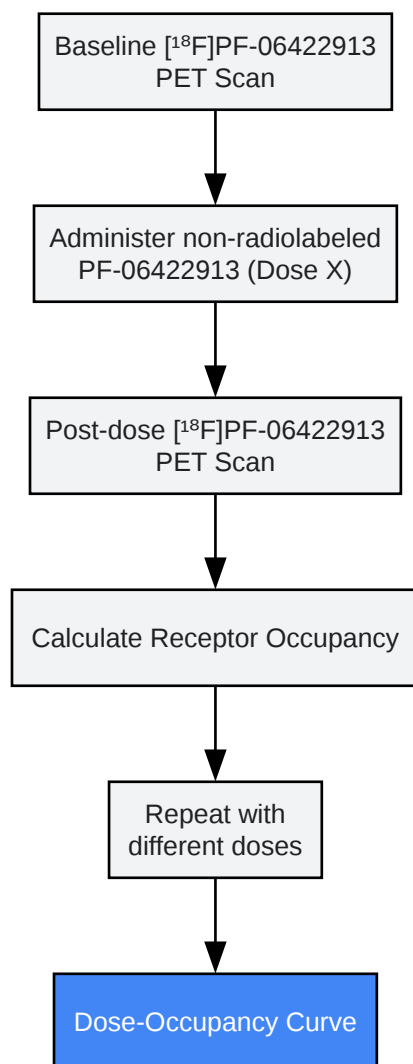 Baseline [¹⁸F]PF-06422913
PET Scan
Administer non-radiolabeled
PF-06422913 (Dose X)
Post-dose [¹⁸F]PF-06422913
PET Scan
Calculate Receptor Occupancy
Repeat with
different doses
Dose-Occupancy Curve